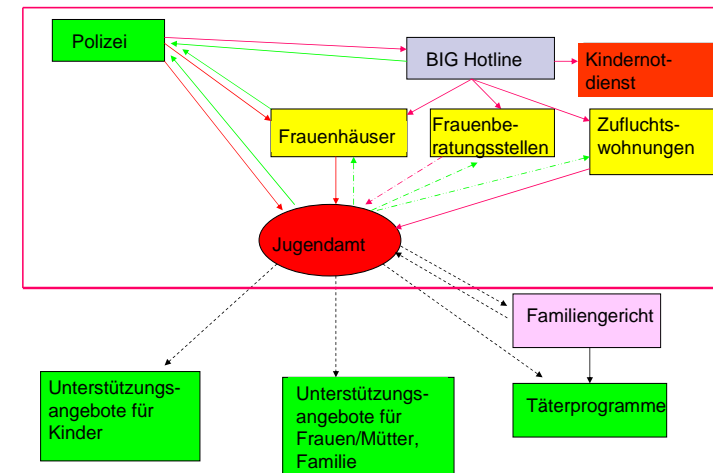 Polizei
BIG Hotline
Kindernot-
dienst
Frauenhäuser
Frauenbe-
ratungsstellen
Zufluchts-
wohnungen
Jugendamt
Familiengericht
Unterstützungs-
angebote für
Kinder
Unterstützungs-
angebote für
Frauen/Mütter,
Familie
Täterprogramme